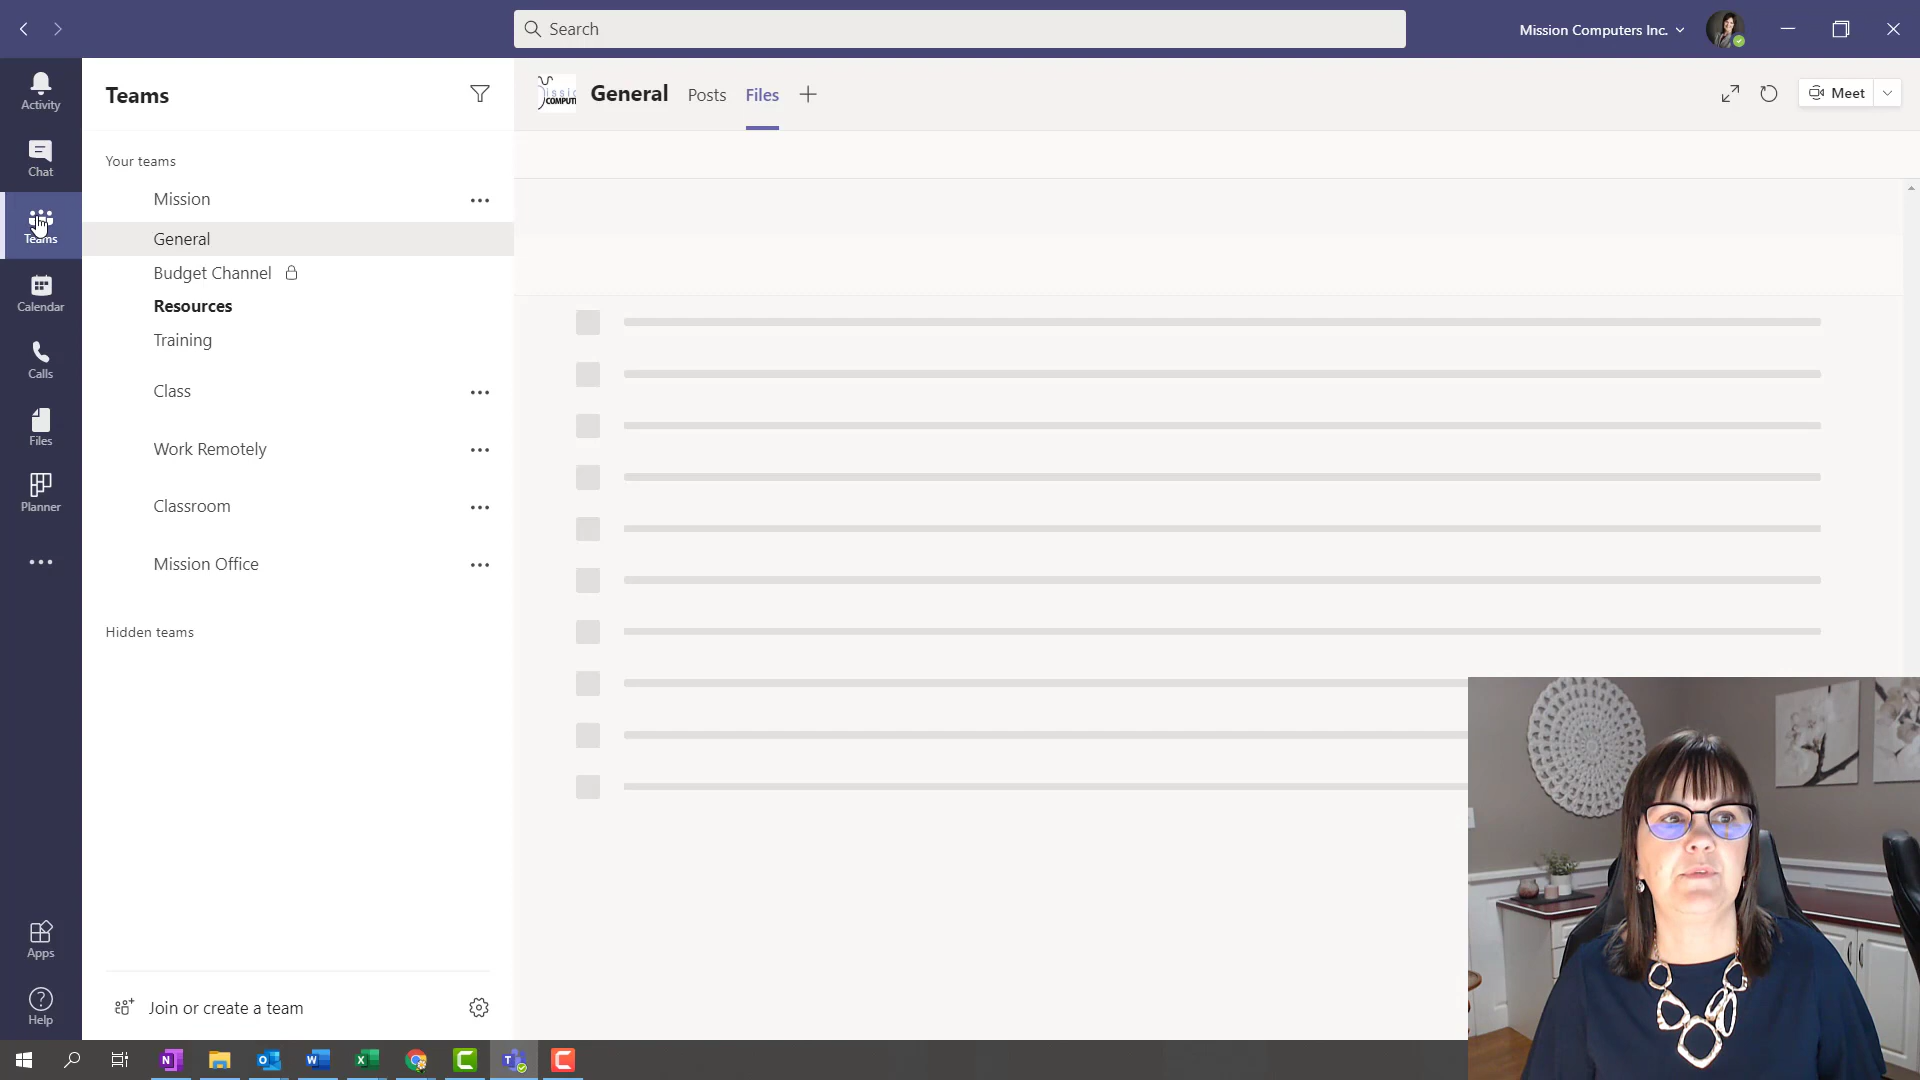 Search
Mission Computers Inc.
Activity
Chat
Teams
Calendar
Calls
Files
Planner
Apps
Help
Teams
Your teams
Mission
General
Budget Channel
Resources
Training
Class
Work Remotely
Classroom
Mission Office
Hidden teams
Join or create a team
General Posts Files
Meet